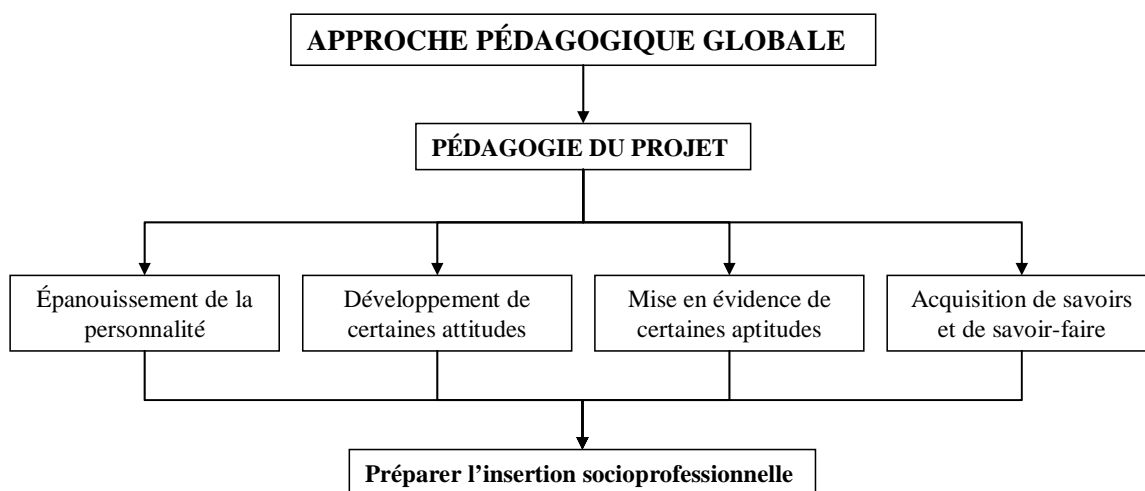 APPROCHE PÉDAGOGIQUE GLOBALE
PÉDAGOGIE DU PROJET
Épanouissement de la
personnalité
Développement de
certaines attitudes
Mise en évidence de
certaines aptitudes
Acquisition de savoirs
et de savoir-faire
Préparer l’insertion socioprofessionnelle